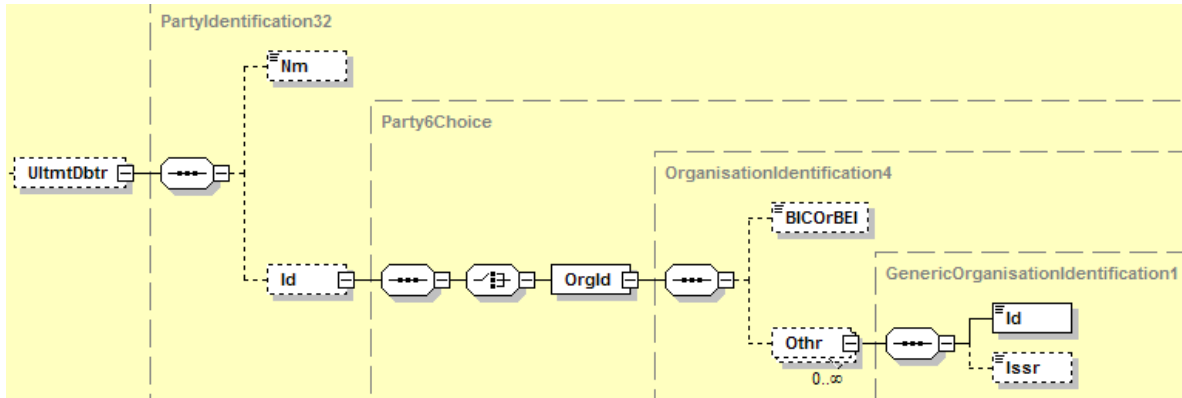 PartyIdentification32
Nm
Party6Choice
UltmtDbtr
OrganisationIdentification4
BICOrBEI
GenericOrganisationIdentification1
Id
OrgId
Id
Othr
0..∞
Issr